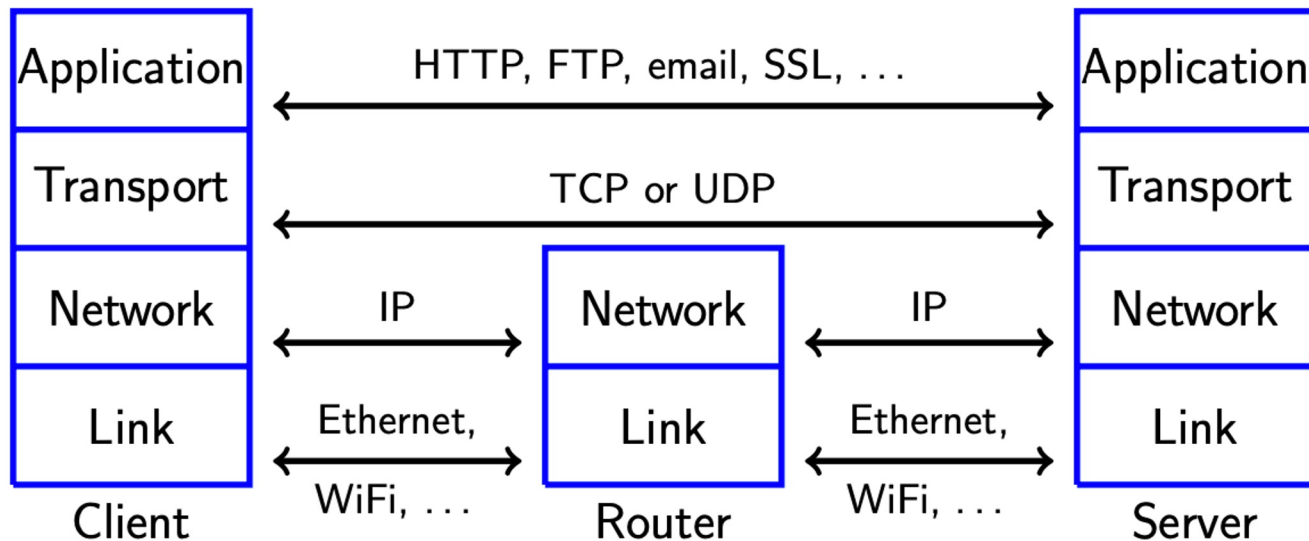 Application HTTP, FTP, email, SSL, ... Application
Transport TCP or UDP Transport
Network IP Network IP Network
Link Ethernet, Link Ethernet, Link
WiFi, ... WiFi, ...
Client Router Server